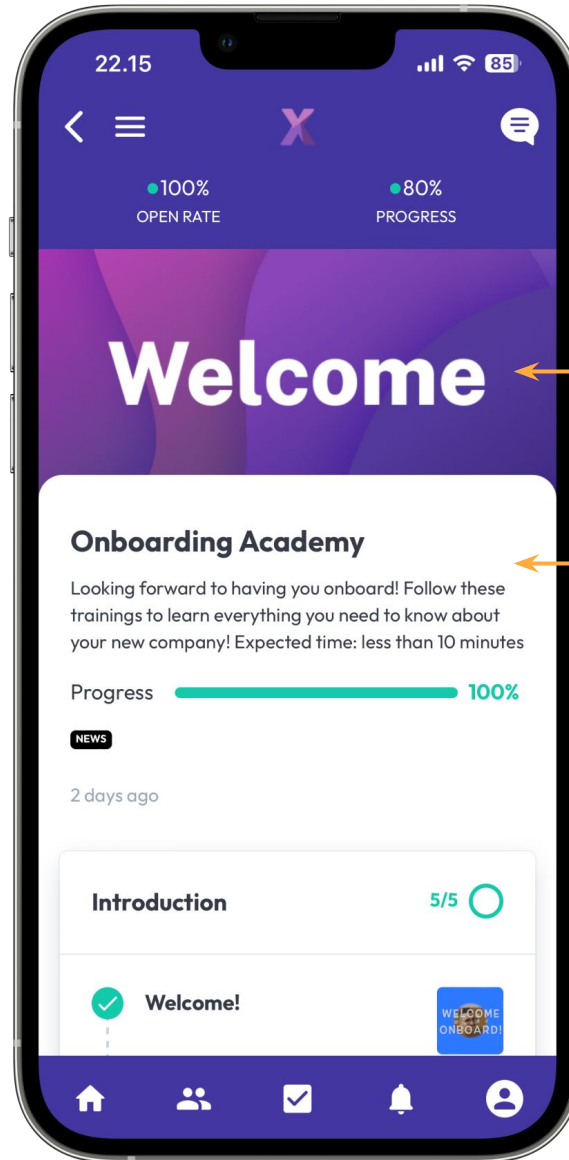 22.15
85
X
100%
80%
OPEN RATE
PROGRESS
Welcome
Onboarding Academy
Looking forward to having you onboard! Follow these
trainings to learn everything you need to know about
your new company! Expected time: less than 10 minutes
Progress
100%
NEWS
2 days ago
Introduction
5/5
Welcome!
WELCOME
ONBOARD!